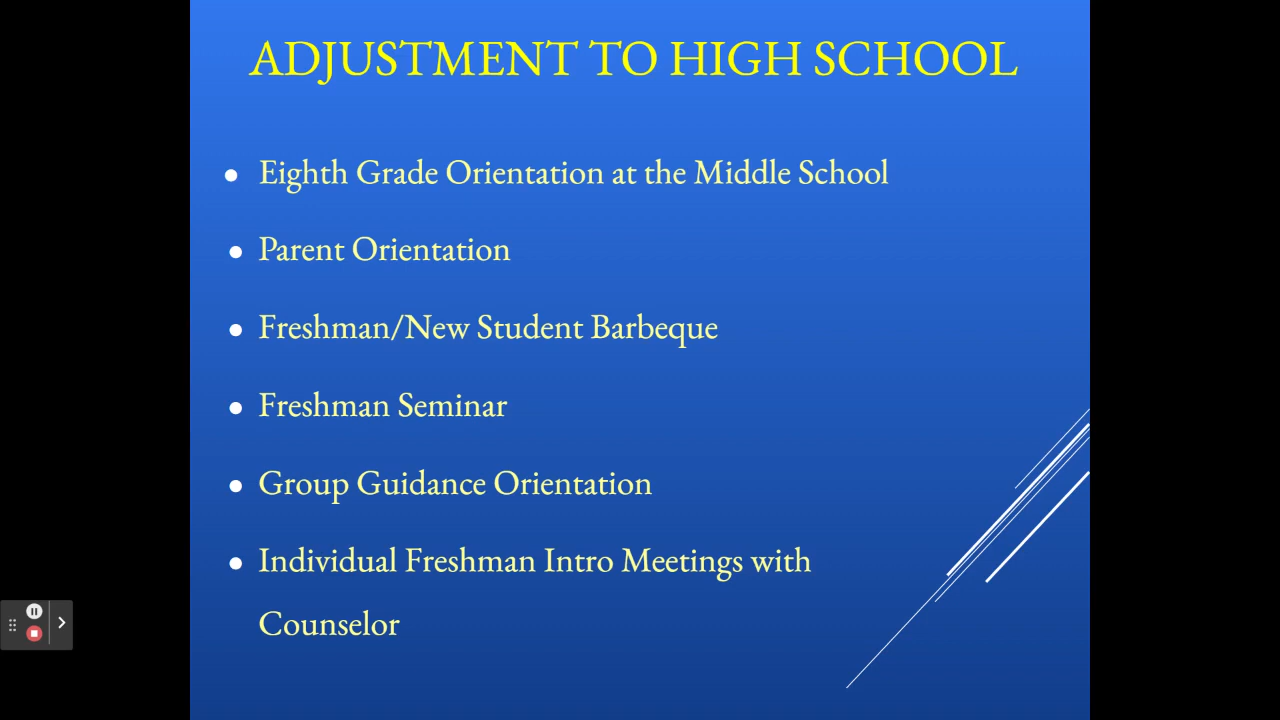 ADJUSTMENT TO HIGH SCHOOL
● Eighth Grade Orientation at the Middle School
● Parent Orientation
● Freshman/New Student Barbeque
● Freshman Seminar
● Group Guidance Orientation
● Individual Freshman Intro Meetings with
Counselor